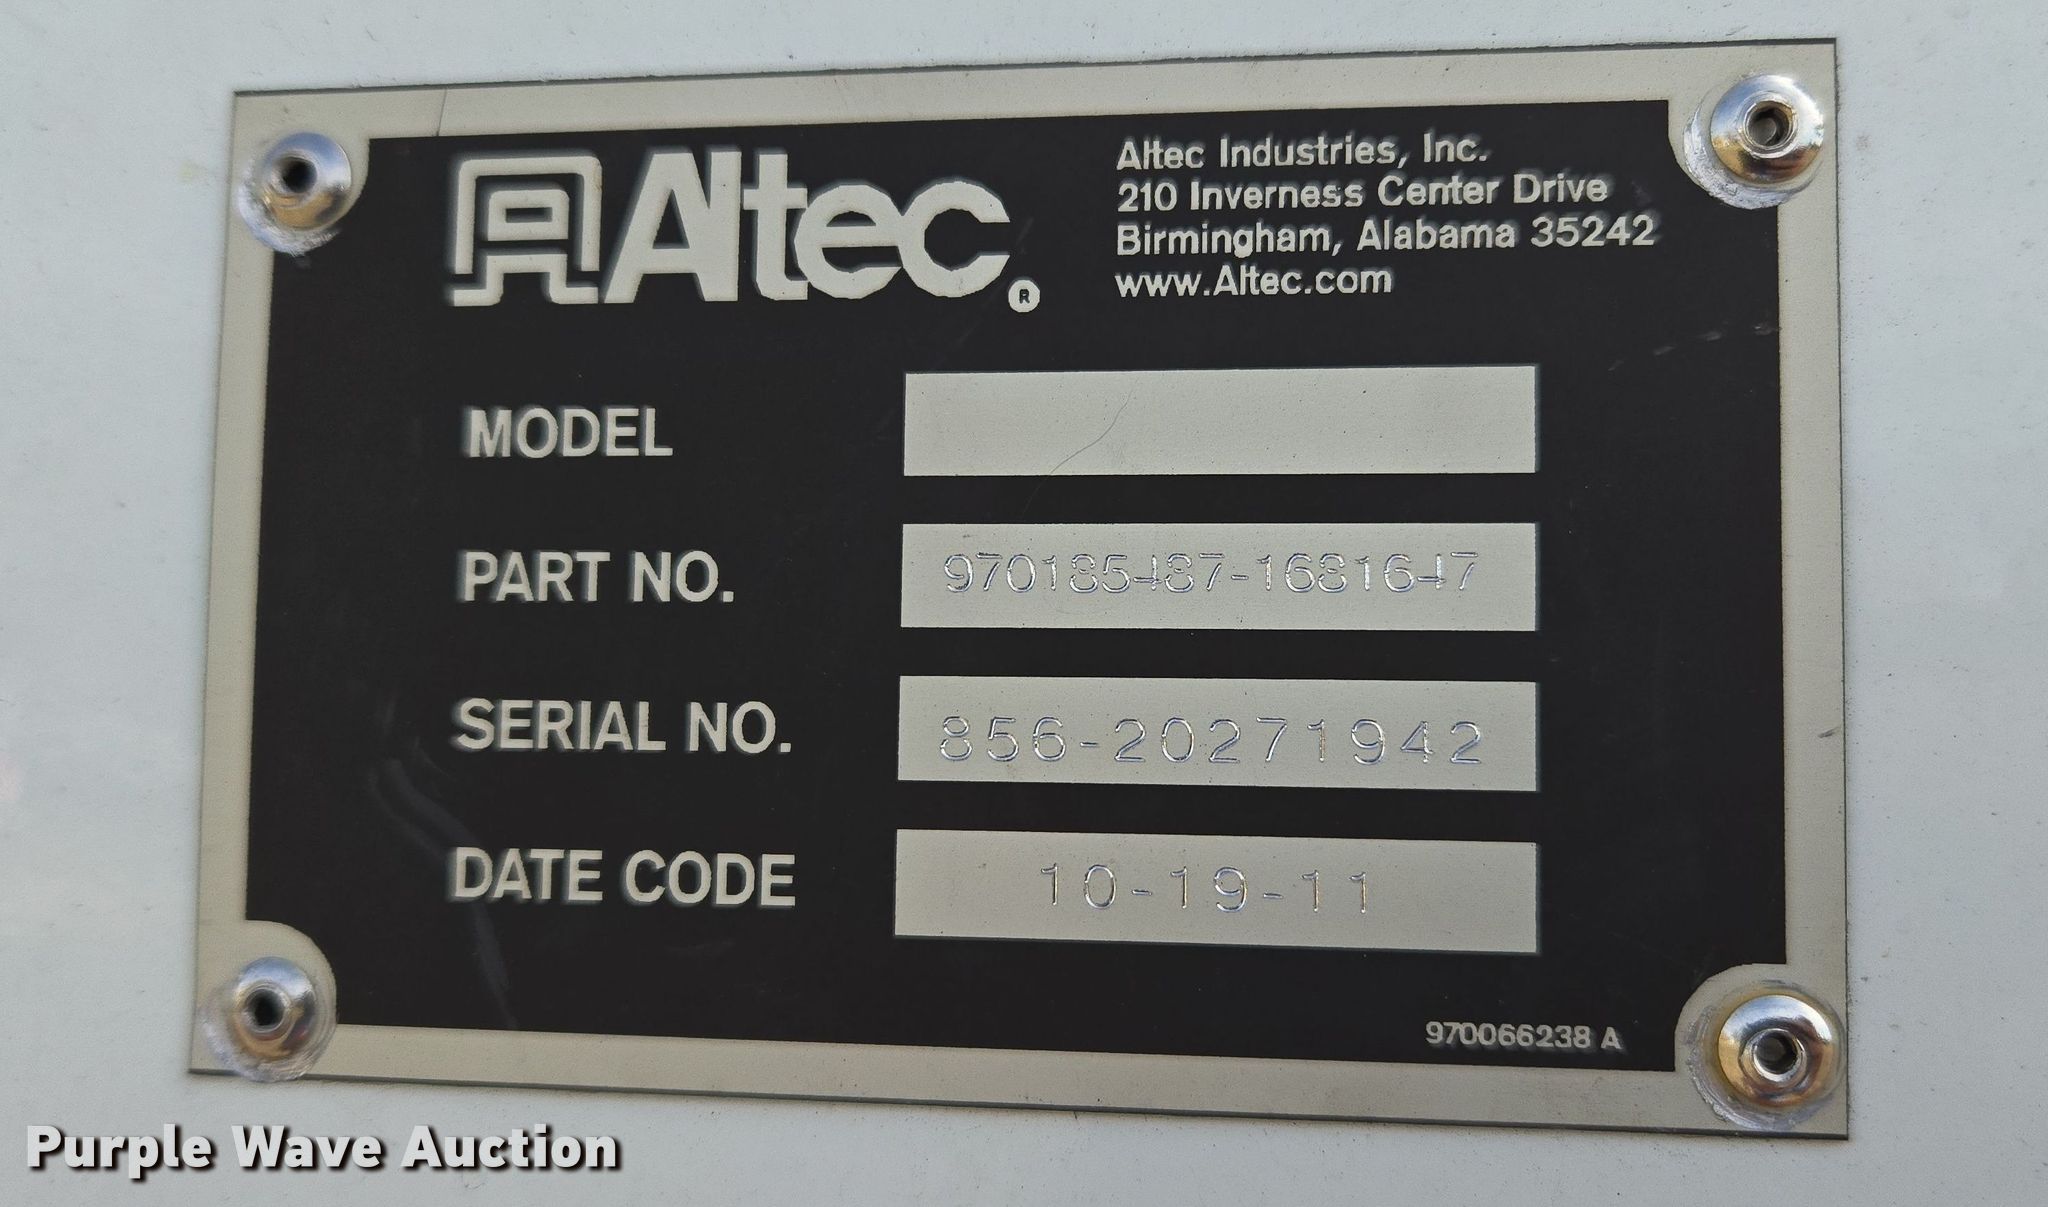 Altec®
Altec Industries, Inc.
210 Inverness Center Drive
Birmingham, Alabama 35242
www.Altec.com
MODEL
PART NO. 970185487-1681647
SERIAL NO. 856-20271942
DATE CODE 10-19-11
970066238 A
Purple Wave Auction